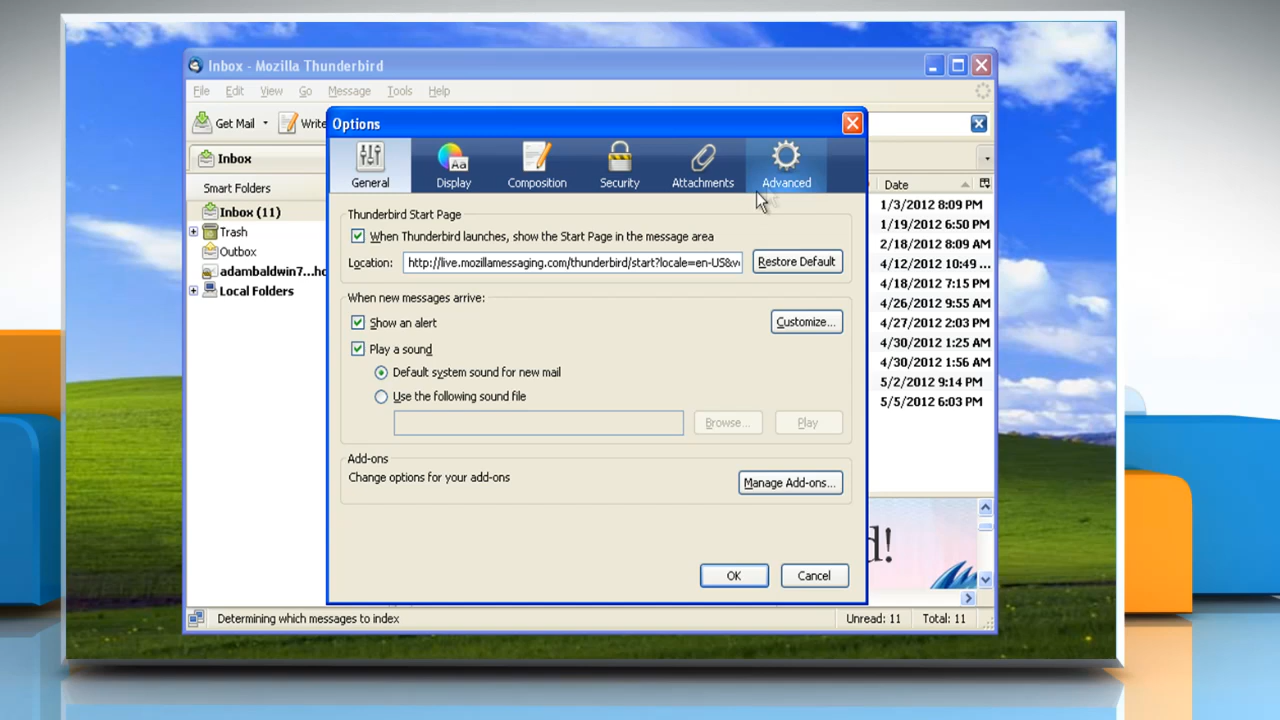 Inbox - Mozilla Thunderbird
File Edit View Go Message Tools Help
Get Mail Write
Options
Inbox
General Display Composition Security Attachments Advanced
Smart Folders
Date
Inbox (11)
Trash
Outbox
adambaldwin7...ho
Local Folders
Thunderbird Start Page
When Thunderbird launches, show the Start Page in the message area
Location: http://live.mozillamessaging.com/thunderbird/start?locale=en-US&v
Restore Default
When new messages arrive:
Show an alert
Customize...
Play a sound
Default system sound for new mail
Use the following sound file
Browse... Play
Add-ons
Change options for your add-ons
Manage Add-ons...
OK Cancel
1/3/2012 8:09 PM
1/19/2012 6:50 PM
2/18/2012 8:09 AM
4/12/2012 10:49 ...
4/18/2012 7:15 PM
4/26/2012 9:55 AM
4/27/2012 2:03 PM
4/30/2012 1:25 AM
4/30/2012 1:56 AM
5/2/2012 9:14 PM
5/5/2012 6:03 PM
d!
Determining which messages to index
Unread: 11 Total: 11